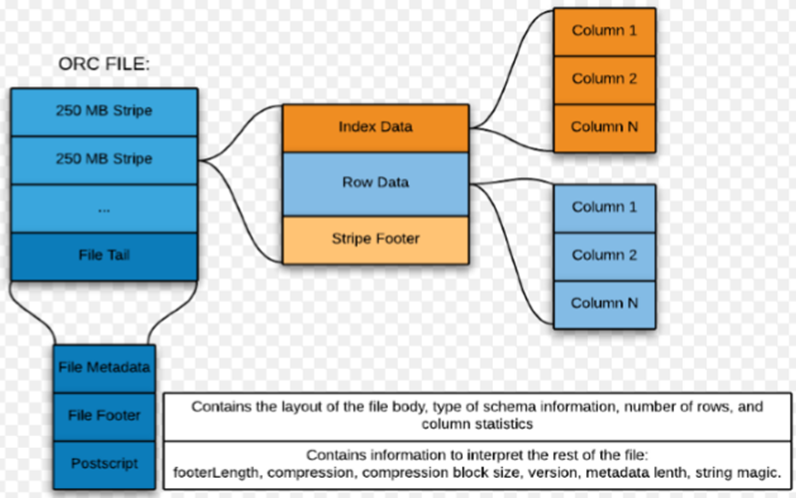 ORC FILE:
250 MB Stripe
250 MB Stripe
...
File Tail
Index Data
Row Data
Stripe Footer
Column 1
Column 2
Column N
Column 1
Column 2
Column N
File Metadata
File Footer
Postscript
Contains the layout of the file body, type of schema information, number of rows, and
column statistics
Contains information to interpret the rest of the file:
footerLength, compression, compression block size, version, metadata lenth, string magic.